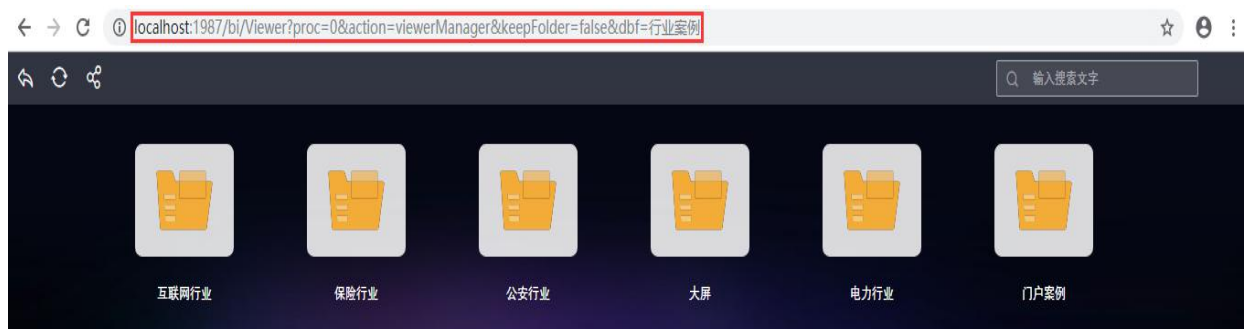 localhost:1987/bi/Viewer?proc=0&action=viewerManager&keepFolder=false&dbf=行业案例
输入搜索文字
互联网行业
保险行业
公安行业
大屏
电力行业
门户案例